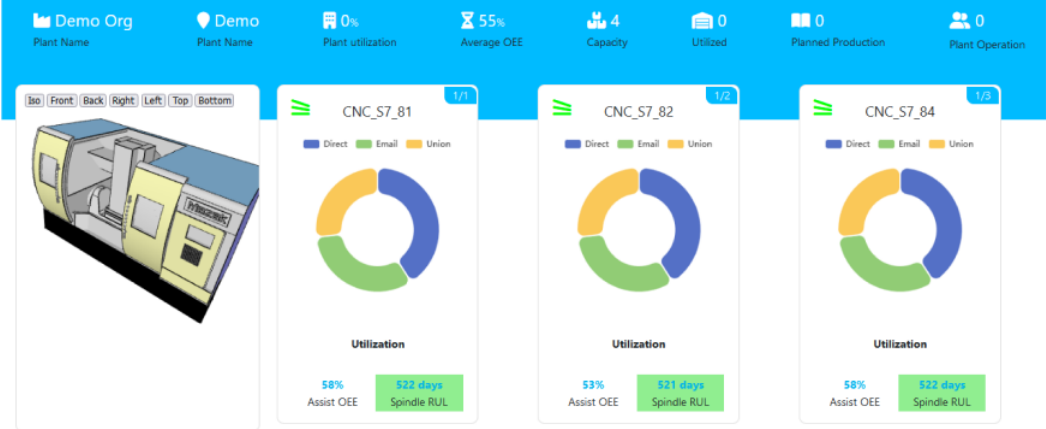 Demo Org
Plant Name
Demo
Plant Name
0%
Plant utilization
55%
Average OEE
4
Capacity
0
Utilized
0
Planned Production
0
Plant Operation
Iso Front Back Right Left Top Bottom
Mazak
1/1
CNC_S7_81
Direct Email Union
Utilization
58%
Assist OEE
522 days
Spindle RUL
1/2
CNC_S7_82
Direct Email Union
Utilization
53%
Assist OEE
521 days
Spindle RUL
1/3
CNC_S7_84
Direct Email Union
Utilization
58%
Assist OEE
522 days
Spindle RUL